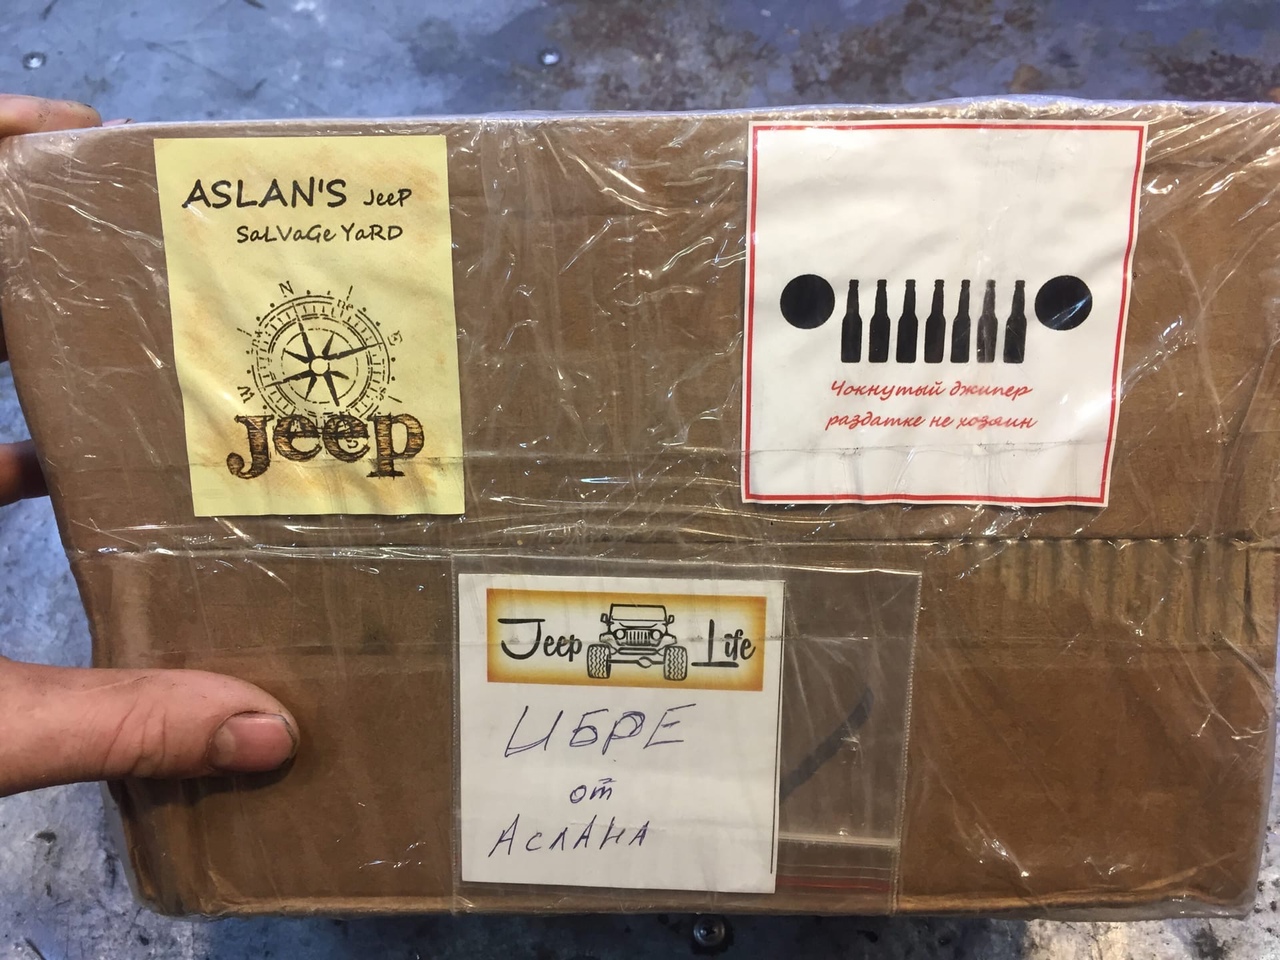 ASLAN'S JeeP
SaLVaGe YaRD
N
W
Jeep
Чокнутый джипер
раздатке не хозяин
Jeep Life
ИБРЕ
от
АслАНА